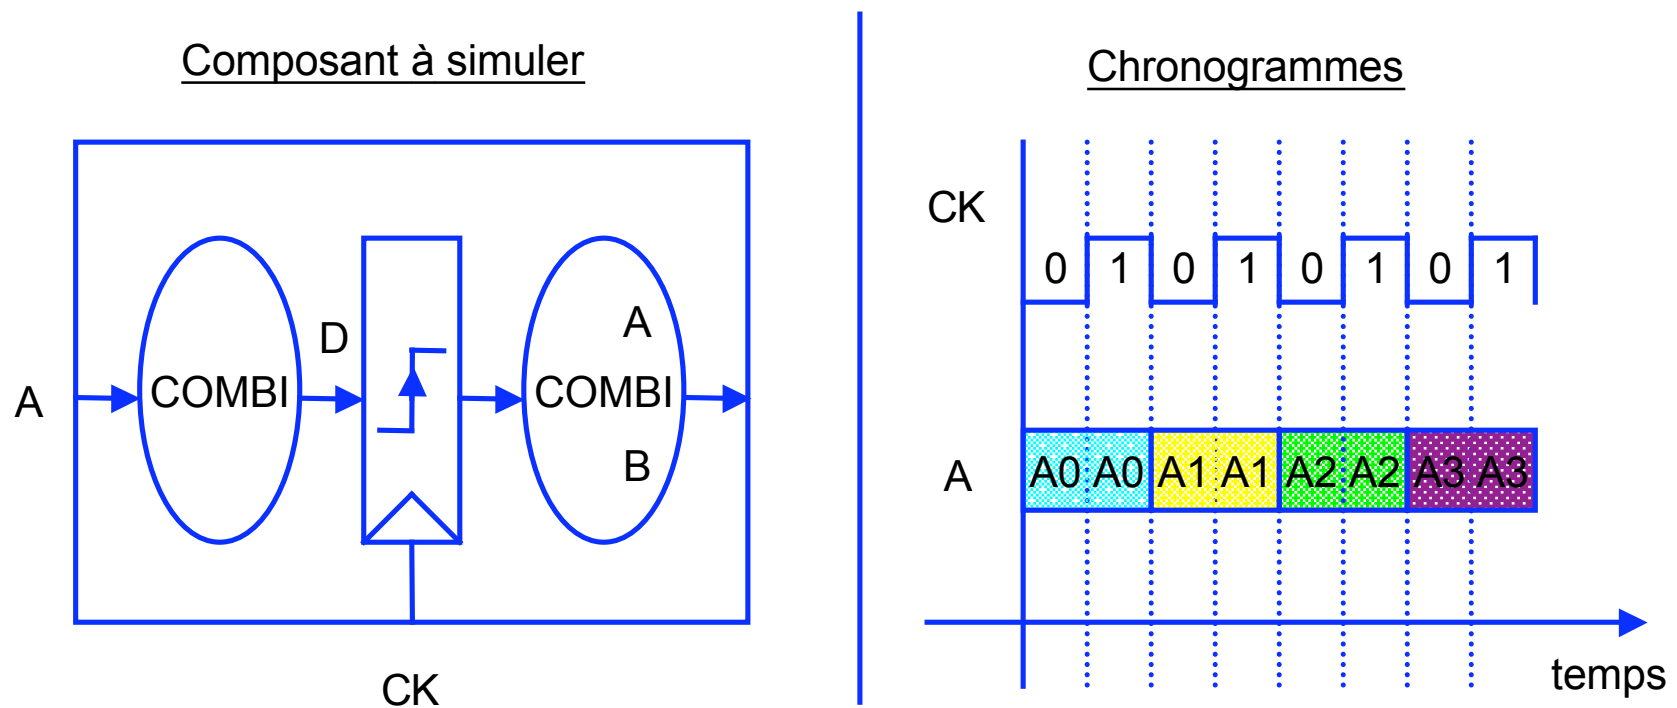 Composant à simuler
A
COMBI
D
COMBI
A
B
CK
Chronogrammes
CK
0 1 0 1 0 1 0 1
A
A0 A0 A1 A1 A2 A2 A3 A3
temps